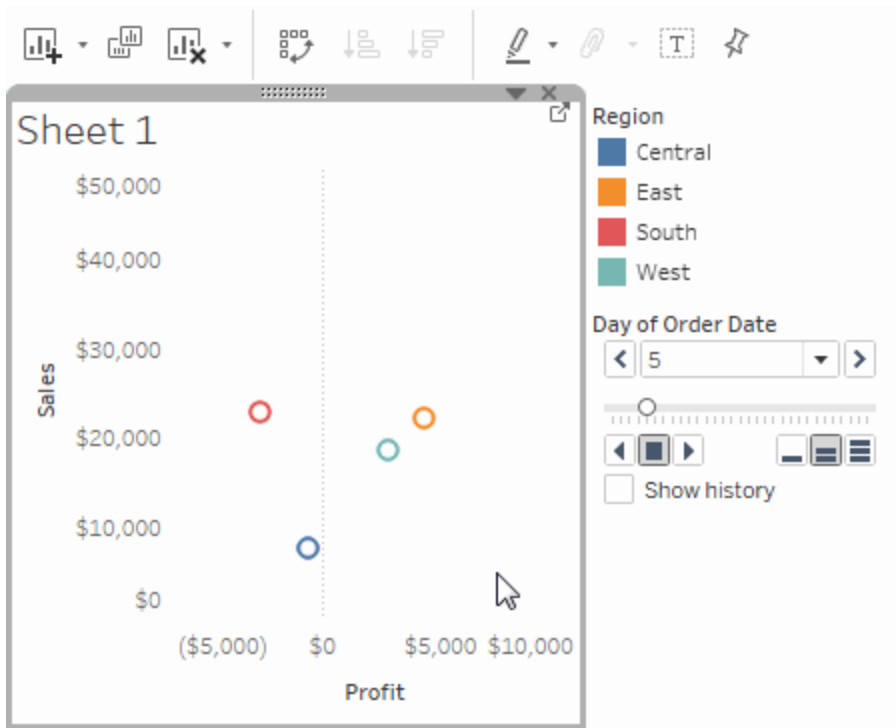 T
Sheet 1
$50,000
$40,000
$30,000
$20,000
$10,000
$0
Sales
($5,000) $0 $5,000 $10,000
Profit
Region
Central
East
South
West
Day of Order Date
5
Show history